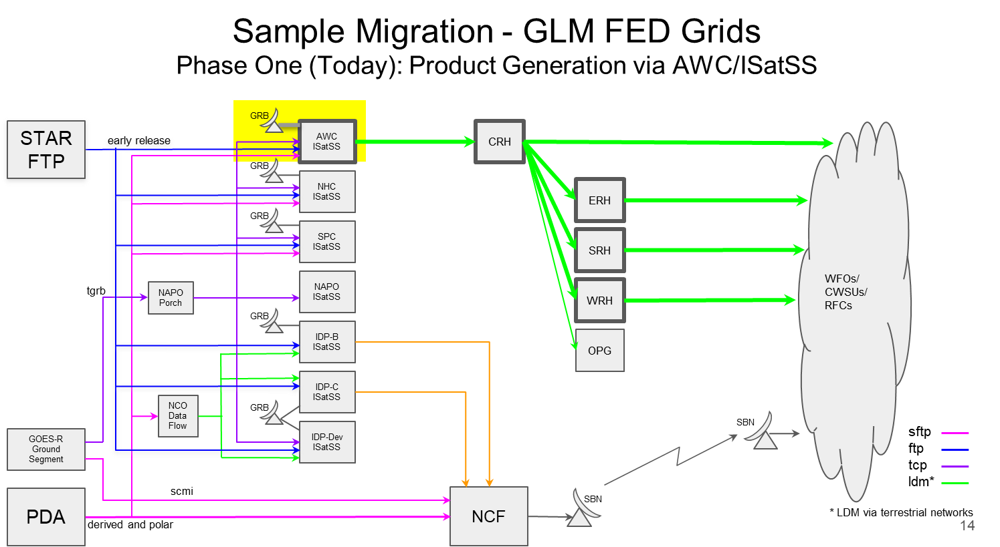 Sample Migration - GLM FED Grids
Phase One (Today): Product Generation via AWC/ISatSS
STAR
FTP
early release
GRB
AWC
ISatSS
CRH
GRB
NHC
ISatSS
ERH
GRB
SPC
ISatSS
SRH
tgrb
NAPO
Porch
NAPO
ISatSS
WRH
WFOs/
CWSUs/
RFCs
GRB
IDP-B
ISatSS
OPG
IDP-C
ISatSS
NCO
Data
Flow
GRB
GOES-R
Ground
Segment
IDP-Dev
ISatSS
SBN
sftp
ftp
tcp
ldm*
scmi
SBN
PDA
derived and polar
NCF
* LDM via terrestrial networks
14